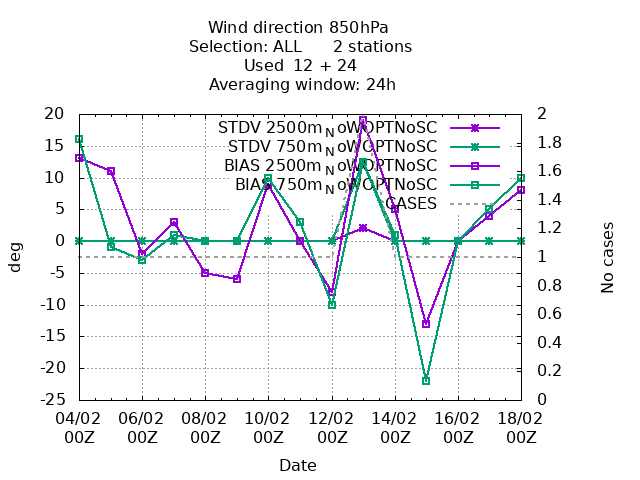 Wind direction 850hPa
Selection: ALL 2 stations
Used 12 + 24
Averaging window: 24h
STDV 2500m_NoWOPTNoSC
STDV 750m_NoWOPTNoSC
BIAS 2500m_NoWOPTNoSC
BIAS 750m_NoWOPTNoSC
CASES
20
15
10
5
0
-5
-10
-15
-20
-25
deg
2
1.8
1.6
1.4
1.2
1
0.8
0.6
0.4
0.2
0
No cases
04/02 06/02 08/02 10/02 12/02 14/02 16/02 18/02
00Z 00Z 00Z 00Z 00Z 00Z 00Z 00Z
Date